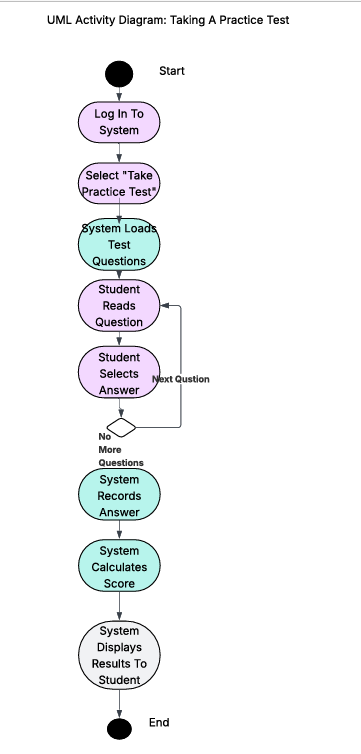 UML Activity Diagram: Taking A Practice Test
Start
Log In To
System
Select "Take
Practice Test"
System Loads
Test
Questions
Student
Reads
Question
Student
Selects
Answer
Next Qustion
No
More
Questions
System
Records
Answer
System
Calculates
Score
System
Displays
Results To
Student
End